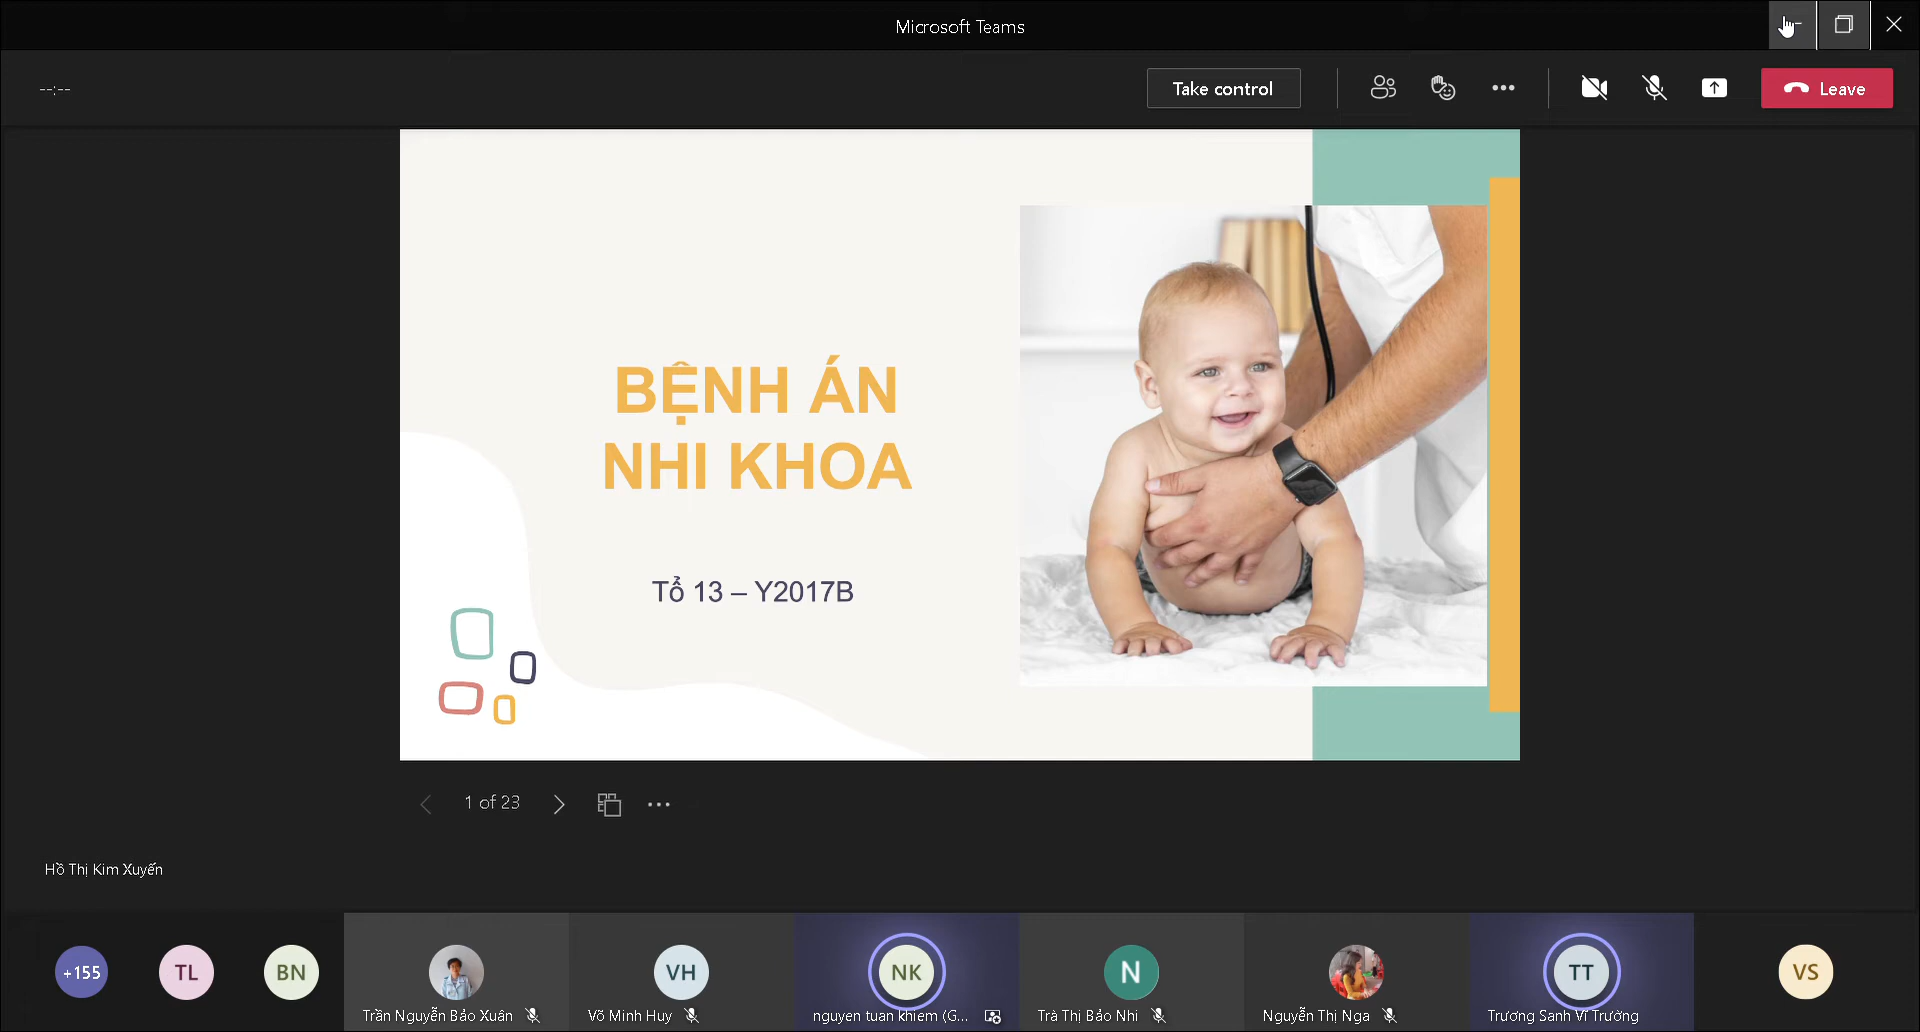 Microsoft Teams
--:--
Take control
Leave
BỆNH ÁN
NHI KHOA
Tổ 13 – Y2017B
1 of 23
Hồ Thị Kim Xuyến
+155
TL
BN
Trần Nguyễn Bảo Xuân
VH
Võ Minh Huy
NK
nguyen tuan khiem (G...
N
Trà Thị Bảo Nhi
Nguyễn Thị Nga
TT
Trương Sanh Vĩ Trường
VS